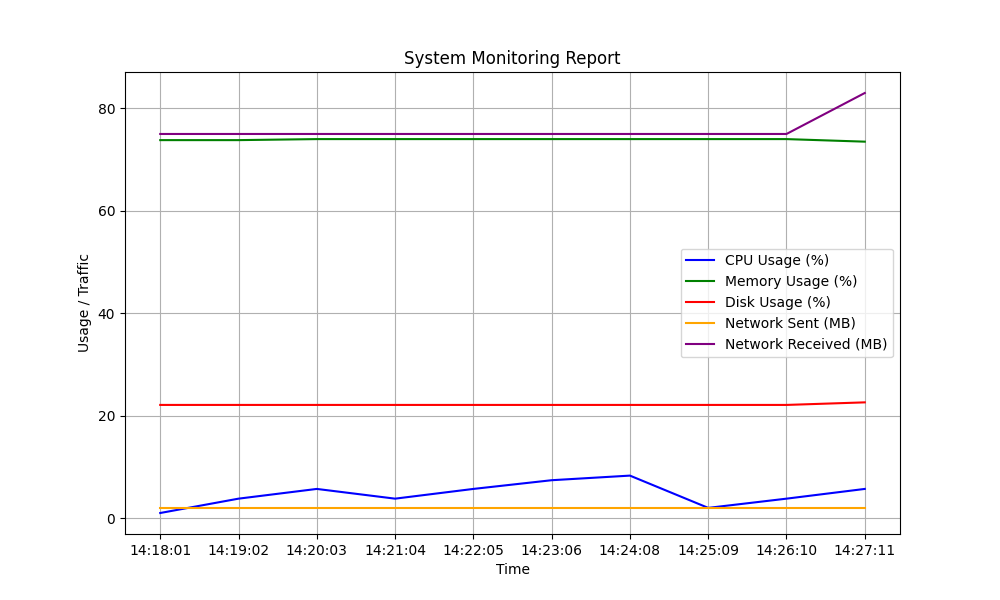 System Monitoring Report
Usage / Traffic
80
60
40
20
0
CPU Usage (%)
Memory Usage (%)
Disk Usage (%)
Network Sent (MB)
Network Received (MB)
14:18:01 14:19:02 14:20:03 14:21:04 14:22:05 14:23:06 14:24:08 14:25:09 14:26:10 14:27:11
Time